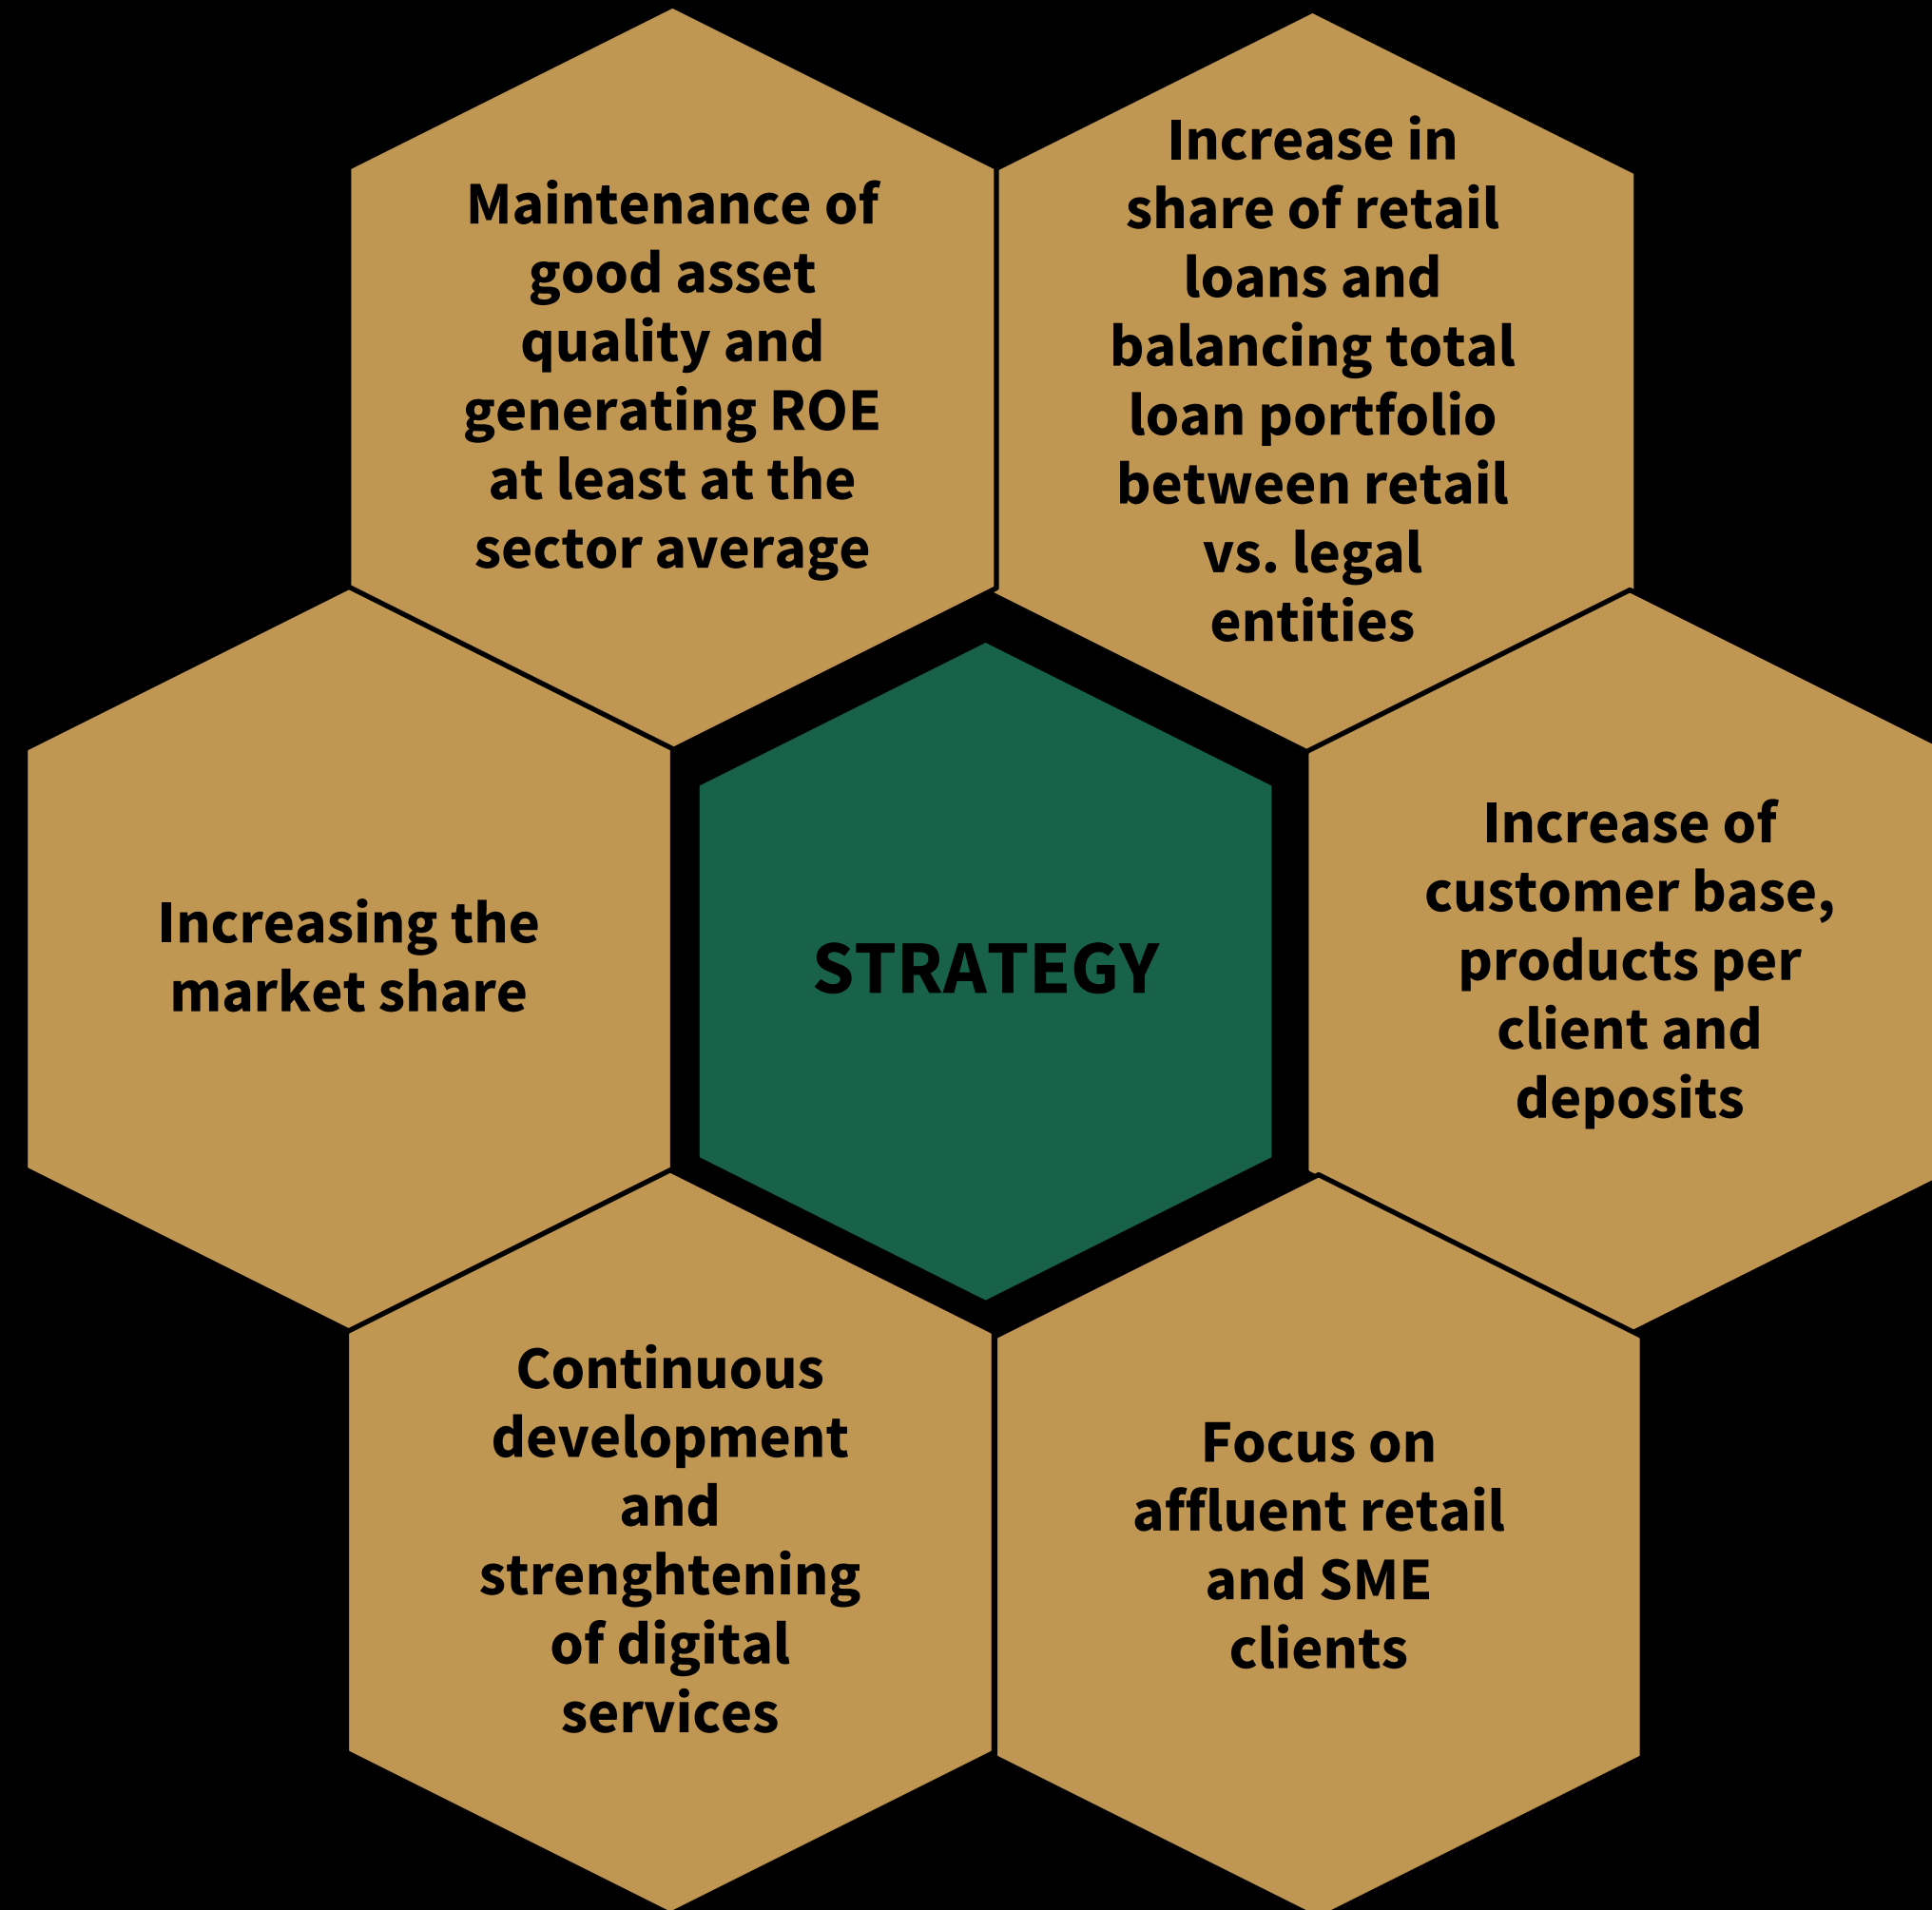 Maintenance of
good asset
quality and
generating ROE
at least at the
sector average
Increase in
share of retail
loans and
balancing total
loan portfolio
between retail
vs. legal
entities
Increasing the
market share
STRATEGY
Increase of
customer base,
products per
client and
deposits
Continuous
development
and
strenghtening
of digital
services
Focus on
affluent retail
and SME
clients